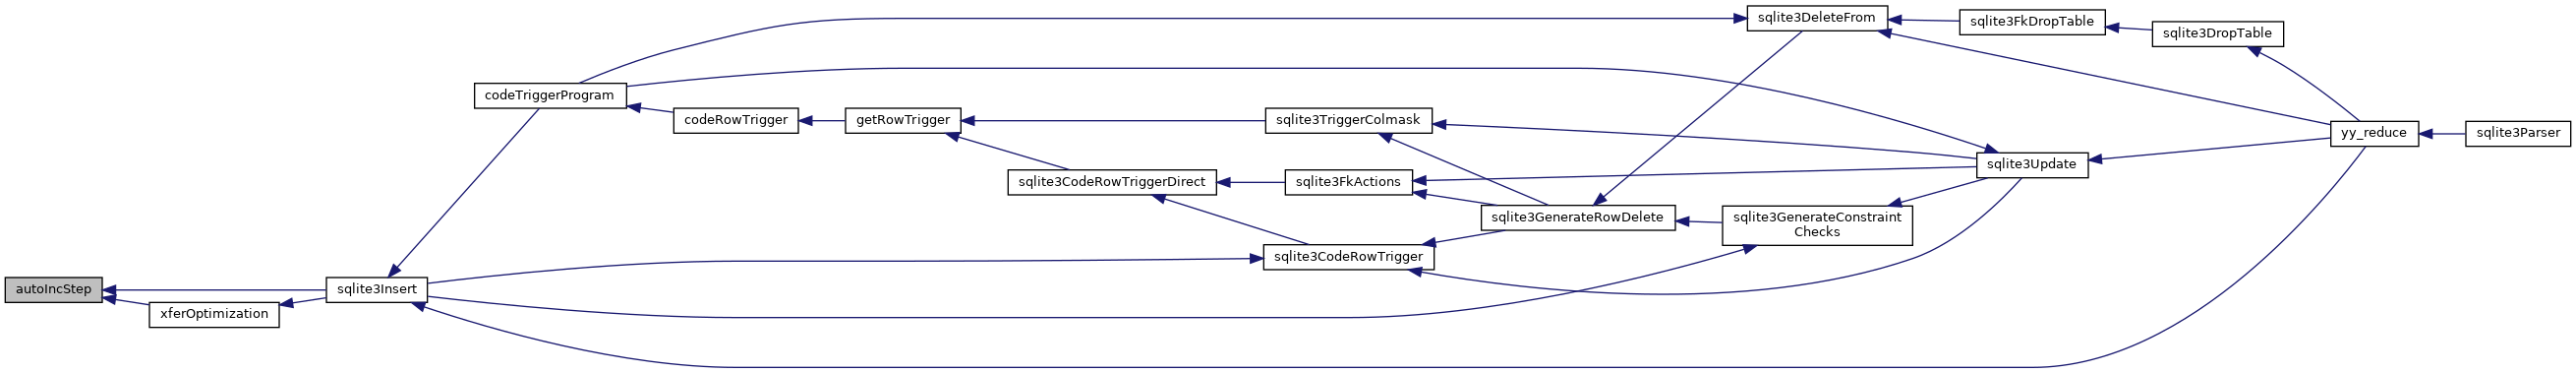 sqlite3DeleteFrom
sqlite3FkDropTable
sqlite3DropTable
codeTriggerProgram
codeRowTrigger
getRowTrigger
sqlite3TriggerColmask
yy_reduce
sqlite3Parser
sqlite3Update
sqlite3CodeRowTriggerDirect
sqlite3FkActions
sqlite3GenerateRowDelete
sqlite3GenerateConstraint
Checks
sqlite3CodeRowTrigger
autoIncStep
sqlite3Insert
xferOptimization